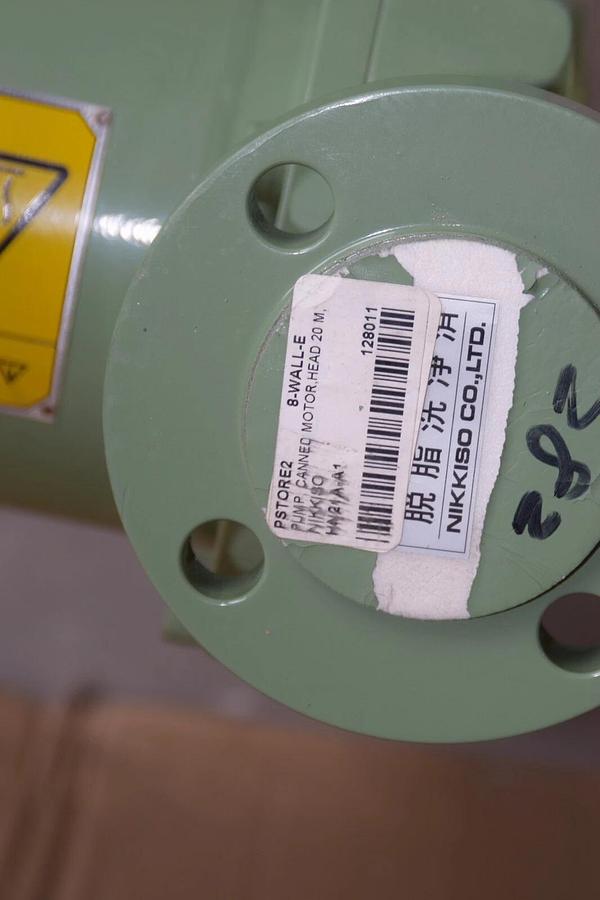 PSTORE2 8-WALL-E
PUMP, CANNED MOTOR,HEAD 20 M,
NIKKISO
128011
脱脂洗浄済
NIKKISO CO.,LTD.
282